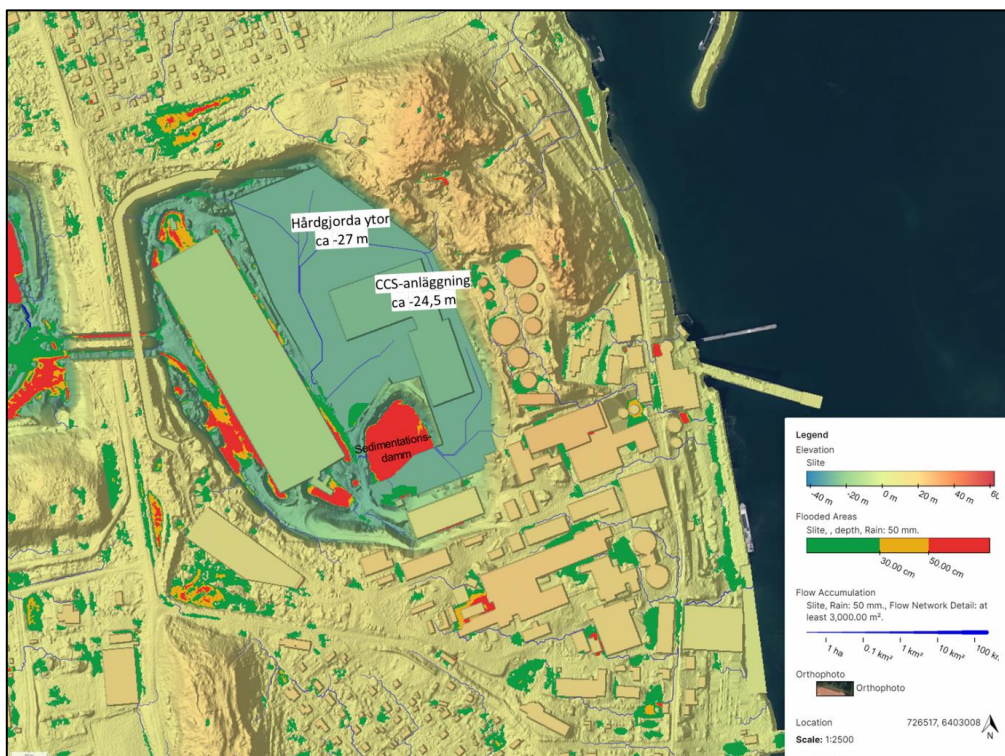 Hårdgjorda ytor
ca -27 m
CCS-anläggning
ca -24,5 m
Sedimentations-
damm
Legend
Elevation
Slite
-40 m -20 m 0 m 20 m 40 m 60
Flooded Areas
Slite, , depth, Rain: 50 mm.
30.00 cm 50.00 cm
Flow Accumulation
Slite, Rain: 50 mm., Flow Network Detail: at
least 3,000.00 m².
1 ha 0.1 km² 1 km² 10 km² 100 k
Orthophoto
Orthophoto
Location 726517, 6403008
Scale: 1:2500
N